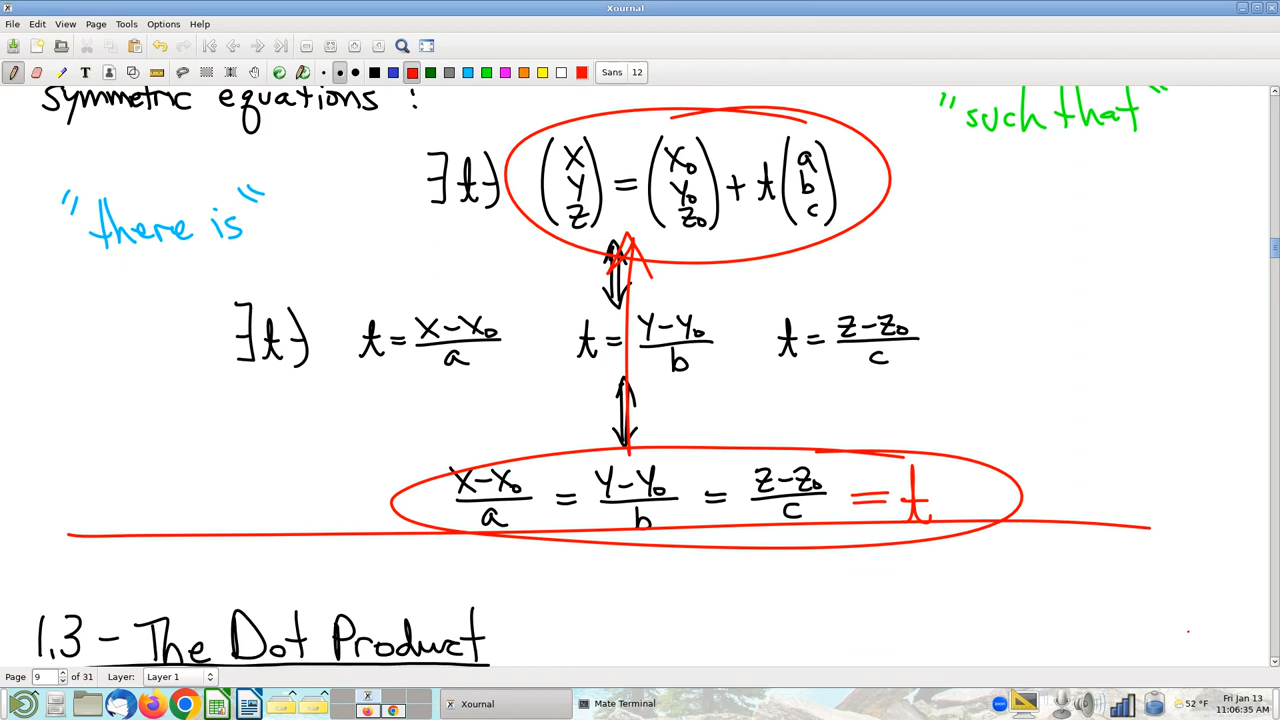 Xournal
File Edit View Page Tools Options Help
Sans 12
symmetric equations :
"such that"
∃t∋ (x y z) = (x₀ y₀ z₀) + t (a b c)
"there is"
∃t∋ t = (x-x₀)/a t = (y-y₀)/b t = (z-z₀)/c
(x-x₀)/a = (y-y₀)/b = (z-z₀)/c = t
1.3 - The Dot Product
Page 9 of 31 Layer: Layer 1
Xournal Mate Terminal 52 °F Fri Jan 13
11:06:35 AM